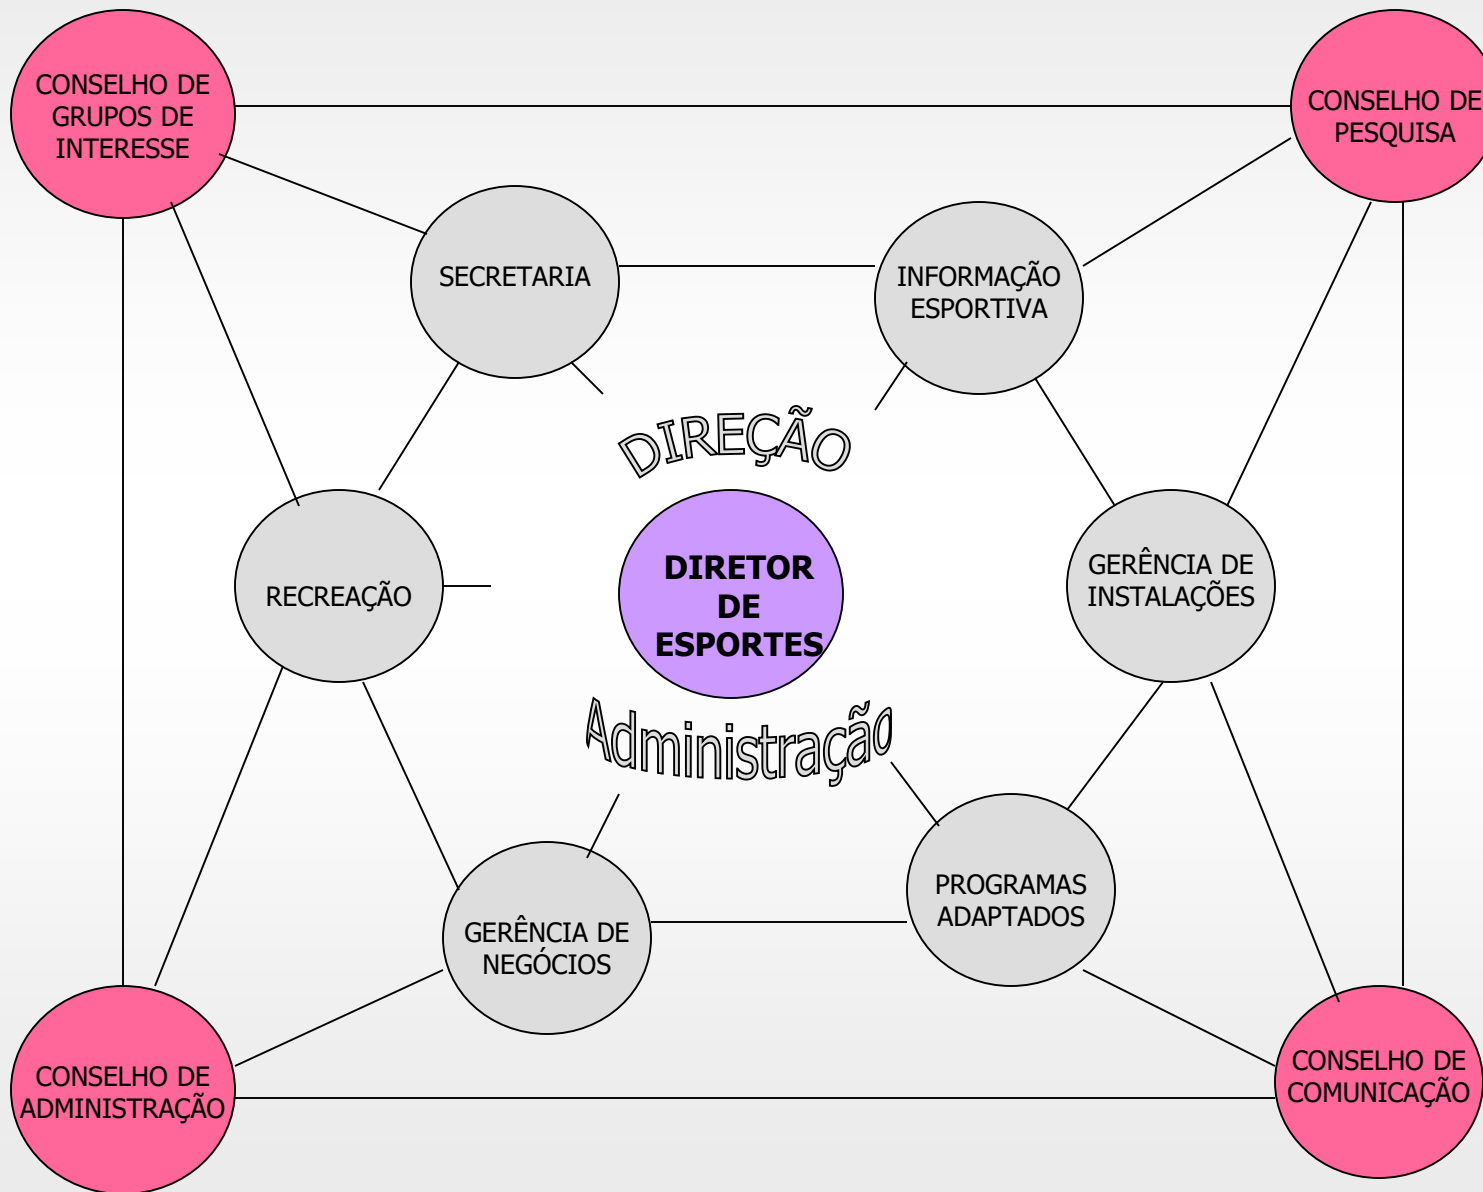 CONSELHO DE
GRUPOS DE
INTERESSE
CONSELHO DE
PESQUISA
SECRETARIA
INFORMAÇÃO
ESPORTIVA
DIREÇÃO
RECREAÇÃO
DIRETOR
DE
ESPORTES
GERÊNCIA DE
INSTALAÇÕES
Administração
GERÊNCIA DE
NEGÓCIOS
PROGRAMAS
ADAPTADOS
CONSELHO DE
ADMINISTRAÇÃO
CONSELHO DE
COMUNICAÇÃO